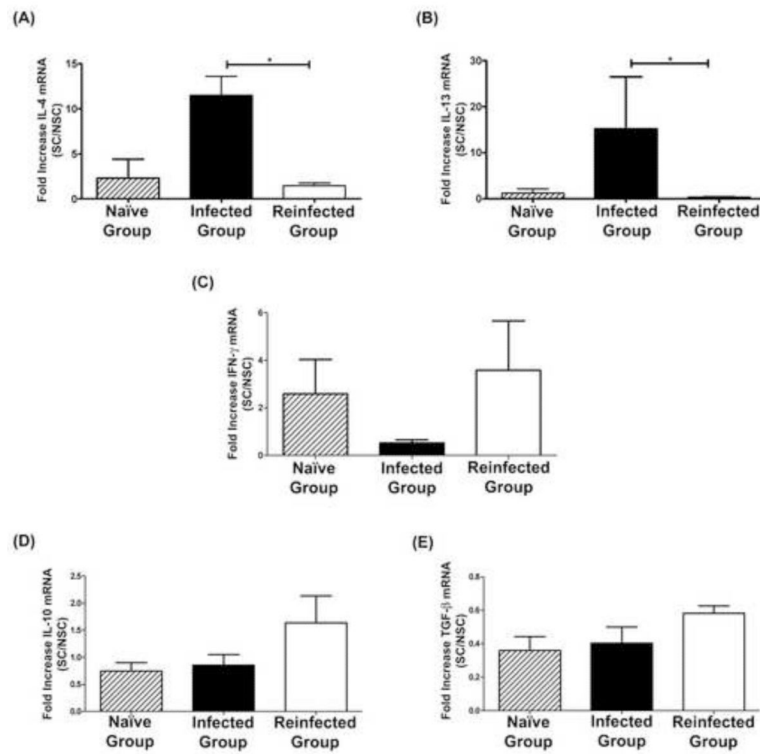 (A)
Fold Increase IL-4 mRNA
(SC/NSC)
15
10
5
0
*
Naïve
Group
Infected
Group
Reinfected
Group
(B)
Fold Increase IL-13 mRNA
(SC/NSC)
30
20
10
0
*
Naïve
Group
Infected
Group
Reinfected
Group
(C)
Fold Increase IFN-γ mRNA
(SC/NSC)
6
4
2
0
Naïve
Group
Infected
Group
Reinfected
Group
(D)
Fold Increase IL-10 mRNA
(SC/NSC)
2.5
2.0
1.5
1.0
0.5
0.0
Naïve
Group
Infected
Group
Reinfected
Group
(E)
Fold Increase TGF-β mRNA
(SC/NSC)
0.8
0.6
0.4
0.2
0.0
Naïve
Group
Infected
Group
Reinfected
Group